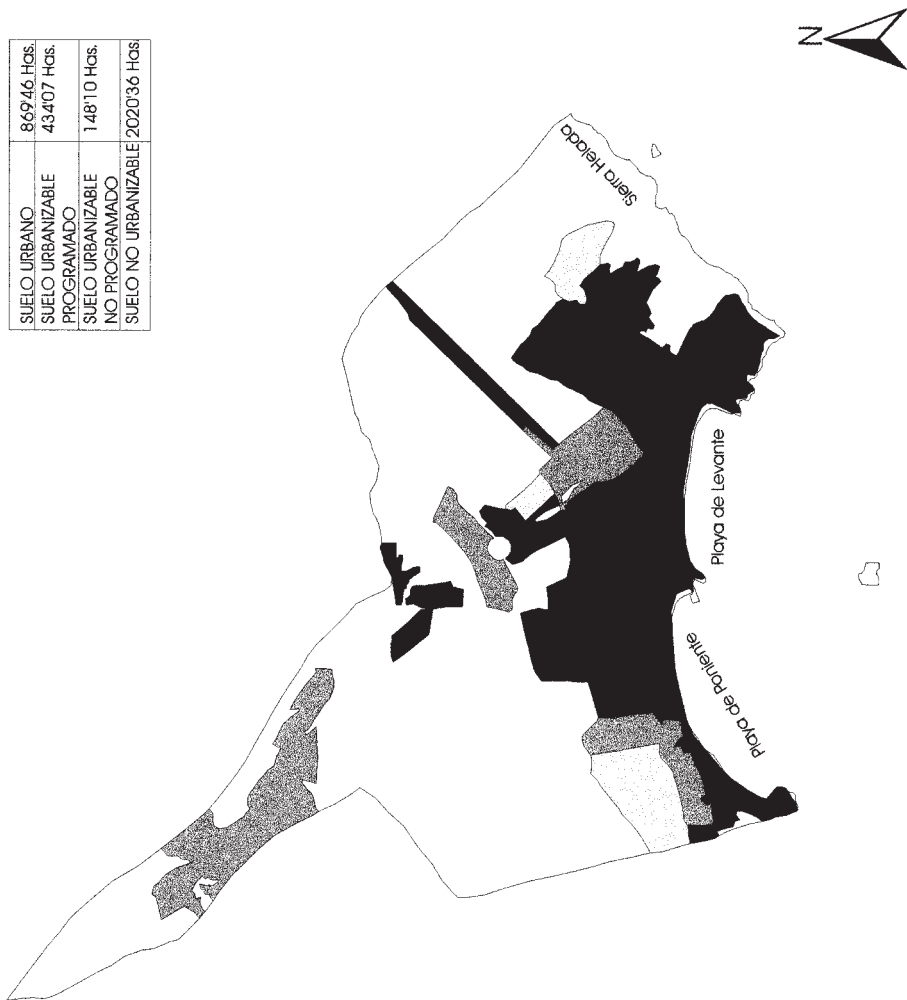 SUELO URBANO 869'46 Has.
SUELO URBANIZABLE 434'07 Has.
PROGRAMADO
SUELO URBANIZABLE 148'10 Has.
NO PROGRAMADO
SUELO NO URBANIZABLE 2020'36 Has.
N
Sierra Helada
Playa de Levante
Playa de Poniente